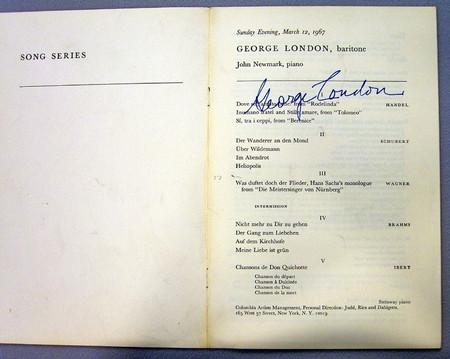 SONG SERIES
Sunday Evening, March 12, 1967
GEORGE LONDON, baritone
John Newmark, piano
George London
Dove from "Rodelinda" HANDEL
Inumano fratel and Stille amare, from "Tolomeo"
Sì, tra i ceppi, from "Berenice"
II
Der Wanderer an den Mond SCHUBERT
Über Wildemann
Im Abendrot
Heliopolis
III
Was duftet doch der Flieder, Hans Sachs's monologue WAGNER
from "Die Meistersinger von Nürnberg"
INTERMISSION
IV
Nicht mehr zu Dir zu gehen BRAHMS
Der Gang zum Liebchen
Auf dem Kirchhofe
Meine Liebe ist grün
V
Chansons de Don Quichotte IBERT
Chanson du départ
Chanson à Dulcinée
Chanson du Duc
Chanson de la mort
Steinway piano
Columbia Artists Management, Personal Direction: Judd, Ries and Dahlgren,
165 West 57 Street, New York, N. Y. 10019